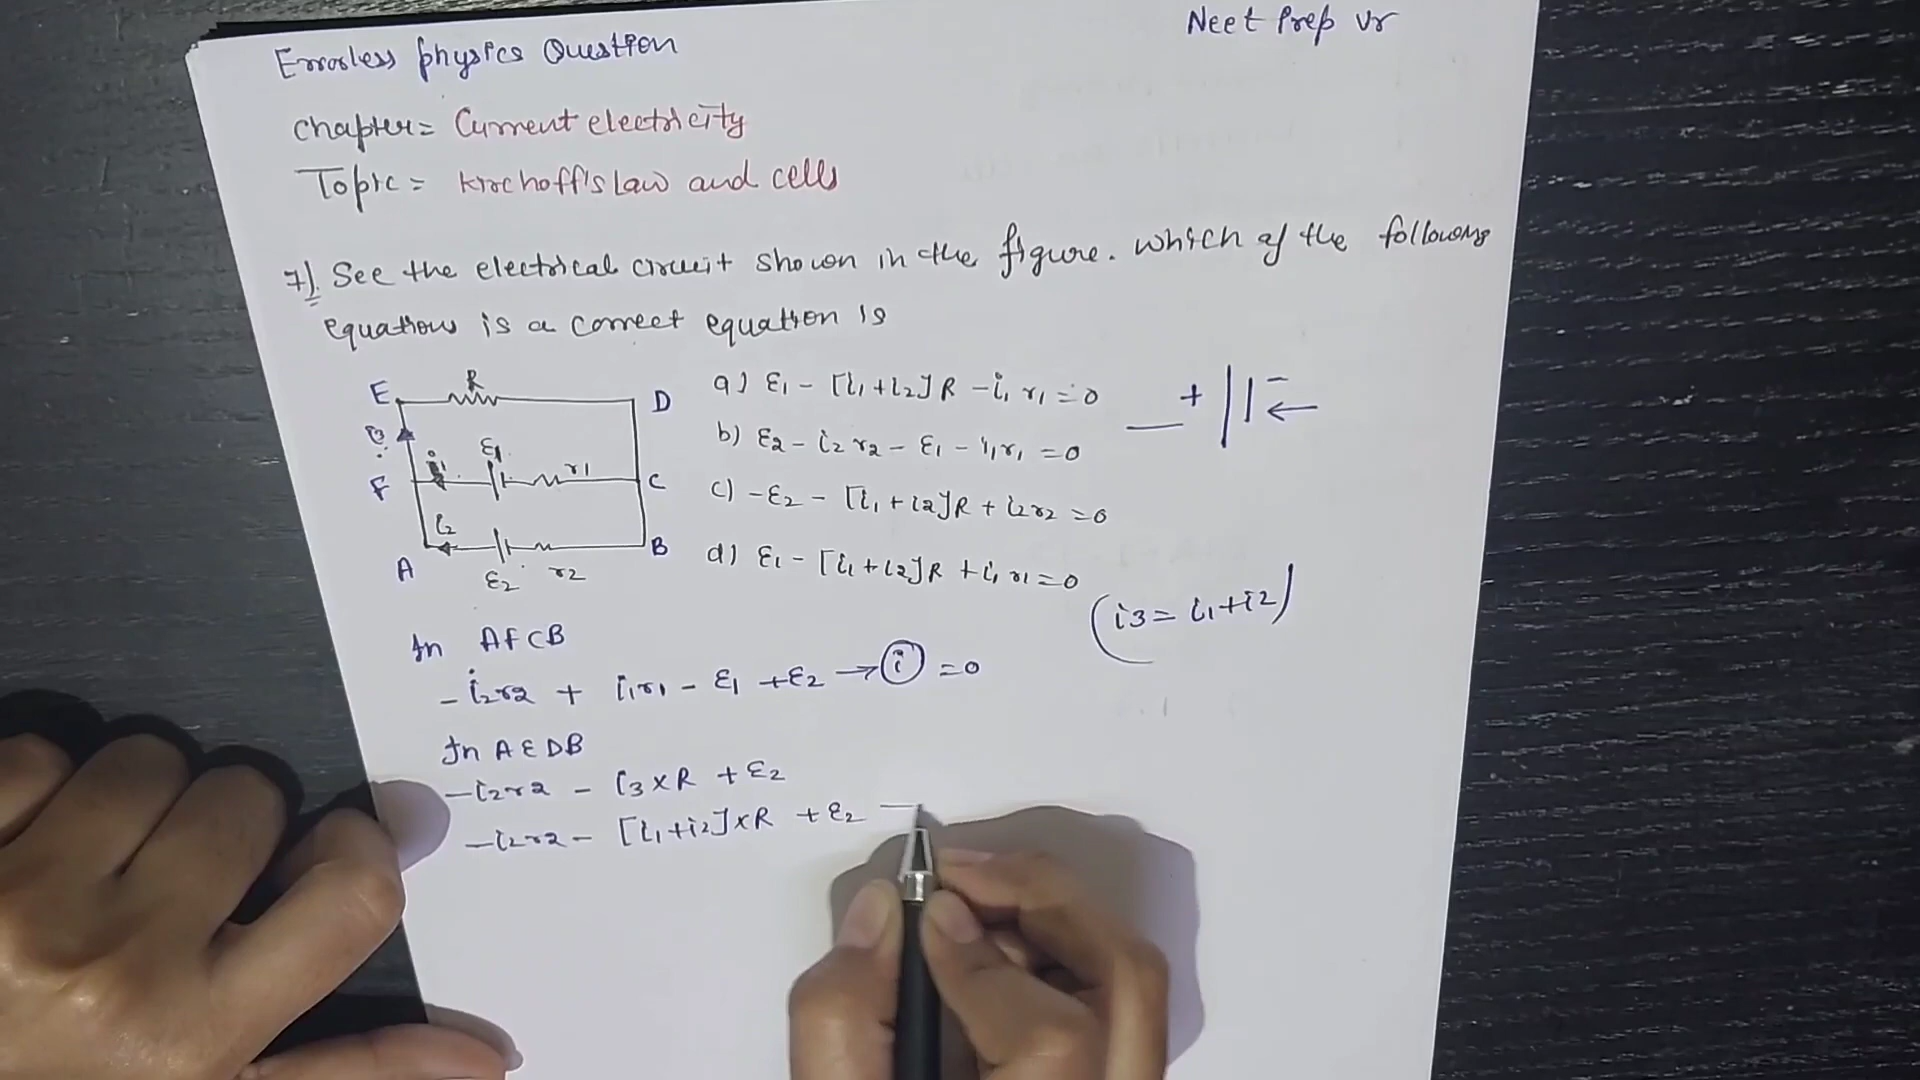 Neet Prep Vr
Errorless physics Question
Chapter = Current electricity
Topic = Kirchoff's law and cells
7). See the electrical circuit shown in the figure. which of the following
equations is a correct equation is
E R D
a) ε1 - [i1 + i2] R - i1 r1 = 0
+ -
b) ε2 - i2 r2 - ε1 - i1 r1 = 0
ε1
F r1 C
c) -ε2 - [i1 + i2] R + i2 r2 = 0
i2
A ε2 r2 B
d) ε1 - [i1 + i2] R + i1 r1 = 0
(i3 = i1 + i2)
In AFCB
- i2r2 + i1r1 - ε1 + ε2 → i = 0
In AEDB
- i2r2 - i3 × R + ε2
- i2r2 - [i1 + i2] × R + ε2 -